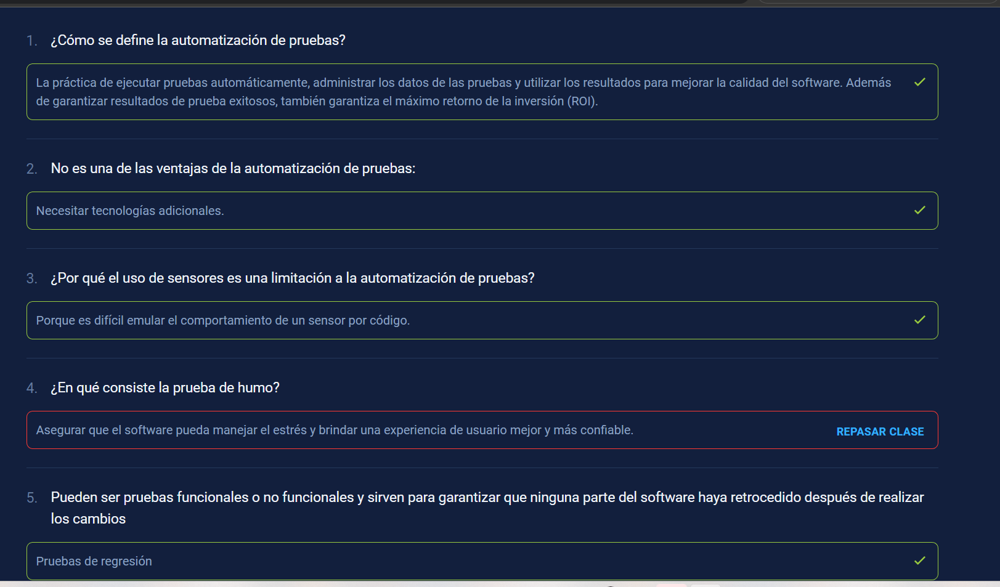 1. ¿Cómo se define la automatización de pruebas?
La práctica de ejecutar pruebas automáticamente, administrar los datos de las pruebas y utilizar los resultados para mejorar la calidad del software. Además
de garantizar resultados de prueba exitosos, también garantiza el máximo retorno de la inversión (ROI).
2. No es una de las ventajas de la automatización de pruebas:
Necesitar tecnologías adicionales.
3. ¿Por qué el uso de sensores es una limitación a la automatización de pruebas?
Porque es difícil emular el comportamiento de un sensor por código.
4. ¿En qué consiste la prueba de humo?
Asegurar que el software pueda manejar el estrés y brindar una experiencia de usuario mejor y más confiable.
REPASAR CLASE
5. Pueden ser pruebas funcionales o no funcionales y sirven para garantizar que ninguna parte del software haya retrocedido después de realizar
los cambios
Pruebas de regresión